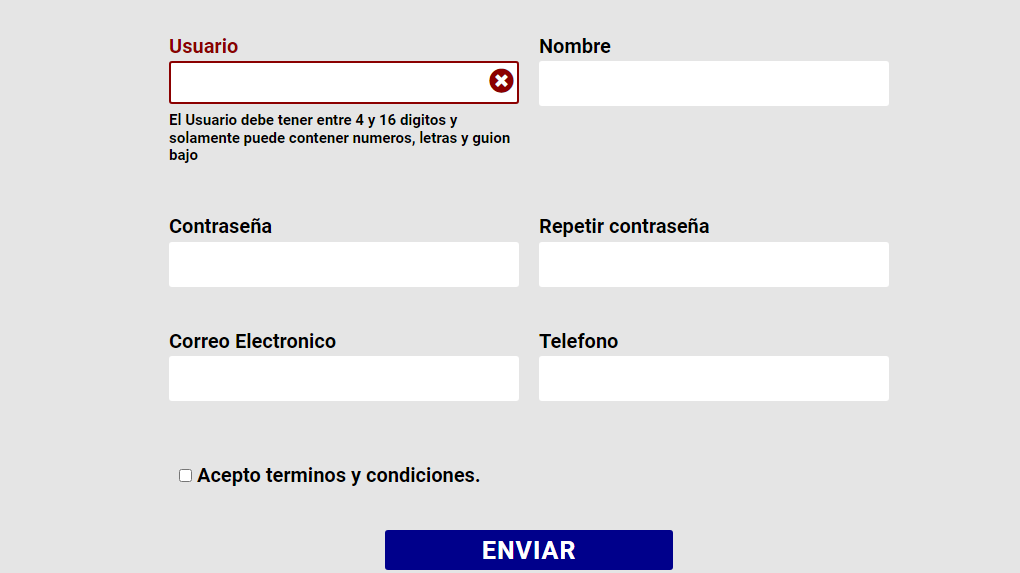 Usuario
Nombre
El Usuario debe tener entre 4 y 16 digitos y
solamente puede contener numeros, letras y guion
bajo
Contraseña
Repetir contraseña
Correo Electronico
Telefono
Acepto terminos y condiciones.
ENVIAR